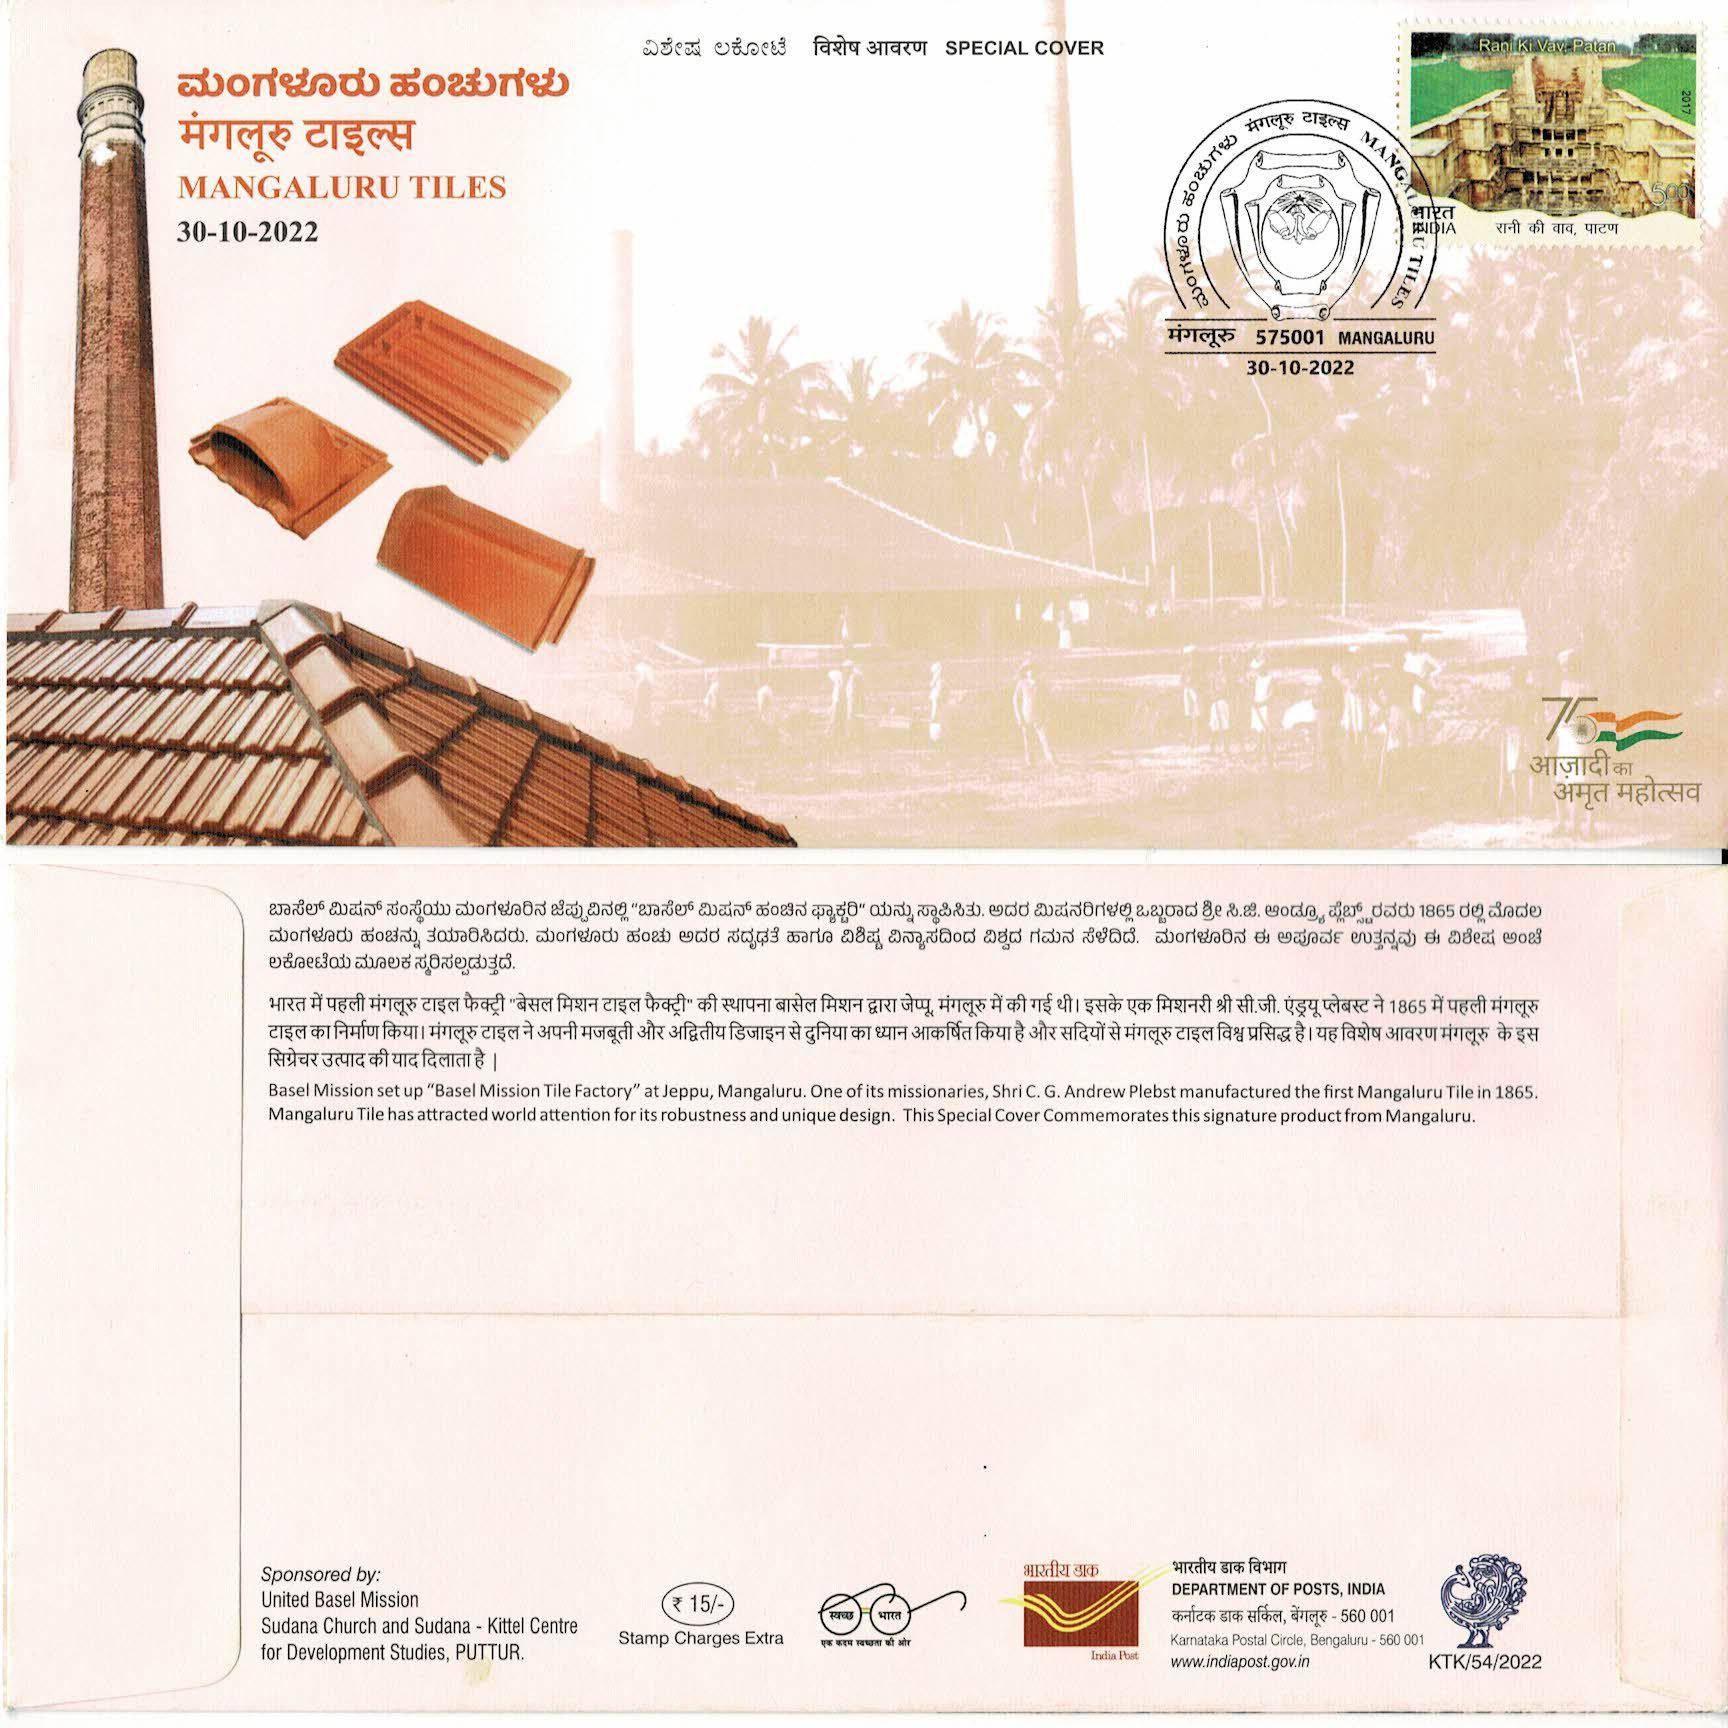 ವಿಶೇಷ ಲಕೋಟೆ विशेष आवरण SPECIAL COVER
ಮಂಗಳೂರು ಹಂಚುಗಳು
मंगलूरु टाइल्स
MANGALURU TILES
30-10-2022
Rani Ki Vav, Patan
2017
500
भारत
INDIA
रानी की वाव, पाटण
ಮಂಗಳೂರು ಹಂಚುಗಳು मंगलूरु टाइल्स MANGALURU TILES
मंगलूरु 575001 MANGALURU
30-10-2022
75
आज़ादी का
अमृत महोत्सव
ಬಾಸೆಲ್ ಮಿಷನ್ ಸಂಸ್ಥೆಯು ಮಂಗಳೂರಿನ ಜೆಪ್ಪುವಿನಲ್ಲಿ "ಬಾಸೆಲ್ ಮಿಷನ್ ಹಂಚಿನ ಫ್ಯಾಕ್ಟರಿ" ಯನ್ನು ಸ್ಥಾಪಿಸಿತು. ಅದರ ಮಿಷನರಿಗಳಲ್ಲಿ ಒಬ್ಬರಾದ ಶ್ರೀ ಸಿ.ಜಿ. ಆಂಡ್ರ್ಯೂ ಪ್ಲೆಬ್ಸ್ಟ್‌ರವರು 1865 ರಲ್ಲಿ ಮೊದಲ
ಮಂಗಳೂರು ಹಂಚನ್ನು ತಯಾರಿಸಿದರು. ಮಂಗಳೂರು ಹಂಚು ಅದರ ಸದೃಢತೆ ಹಾಗೂ ವಿಶಿಷ್ಟ ವಿನ್ಯಾಸದಿಂದ ವಿಶ್ವದ ಗಮನ ಸೆಳೆದಿದೆ. ಮಂಗಳೂರಿನ ಈ ಅಪೂರ್ವ ಉತ್ತನ್ನವು ಈ ವಿಶೇಷ ಅಂಚೆ
ಲಕೋಟೆಯ ಮೂಲಕ ಸ್ಮರಿಸಲ್ಪಡುತ್ತದೆ.
भारत में पहली मंगलूरु टाइल फैक्ट्री "बेसल मिशन टाइल फैक्ट्री" की स्थापना बासेल मिशन द्वारा जेप्पू, मंगलूरु में की गई थी। इसके एक मिशनरी श्री सी.जी. एंड्रयू प्लेबस्ट ने 1865 में पहली मंगलूरु
टाइल का निर्माण किया। मंगलूरु टाइल ने अपनी मजबूती और अद्वितीय डिजाइन से दुनिया का ध्यान आकर्षित किया है और सदियों से मंगलूरु टाइल विश्व प्रसिद्ध है। यह विशेष आवरण मंगलूरु के इस
सिग्नेचर उत्पाद की याद दिलाता है |
Basel Mission set up “Basel Mission Tile Factory” at Jeppu, Mangaluru. One of its missionaries, Shri C. G. Andrew Plebst manufactured the first Mangaluru Tile in 1865.
Mangaluru Tile has attracted world attention for its robustness and unique design. This Special Cover Commemorates this signature product from Mangaluru.
Sponsored by:
United Basel Mission
Sudana Church and Sudana - Kittel Centre
for Development Studies, PUTTUR.
₹ 15/-
Stamp Charges Extra
स्वच्छ भारत
एक कदम स्वच्छता की ओर
भारतीय डाक
India Post
भारतीय डाक विभाग
DEPARTMENT OF POSTS, INDIA
कर्नाटक डाक सर्किल, बेंगलूरु - 560 001
Karnataka Postal Circle, Bengaluru - 560 001
www.indiapost.gov.in
KTK/54/2022